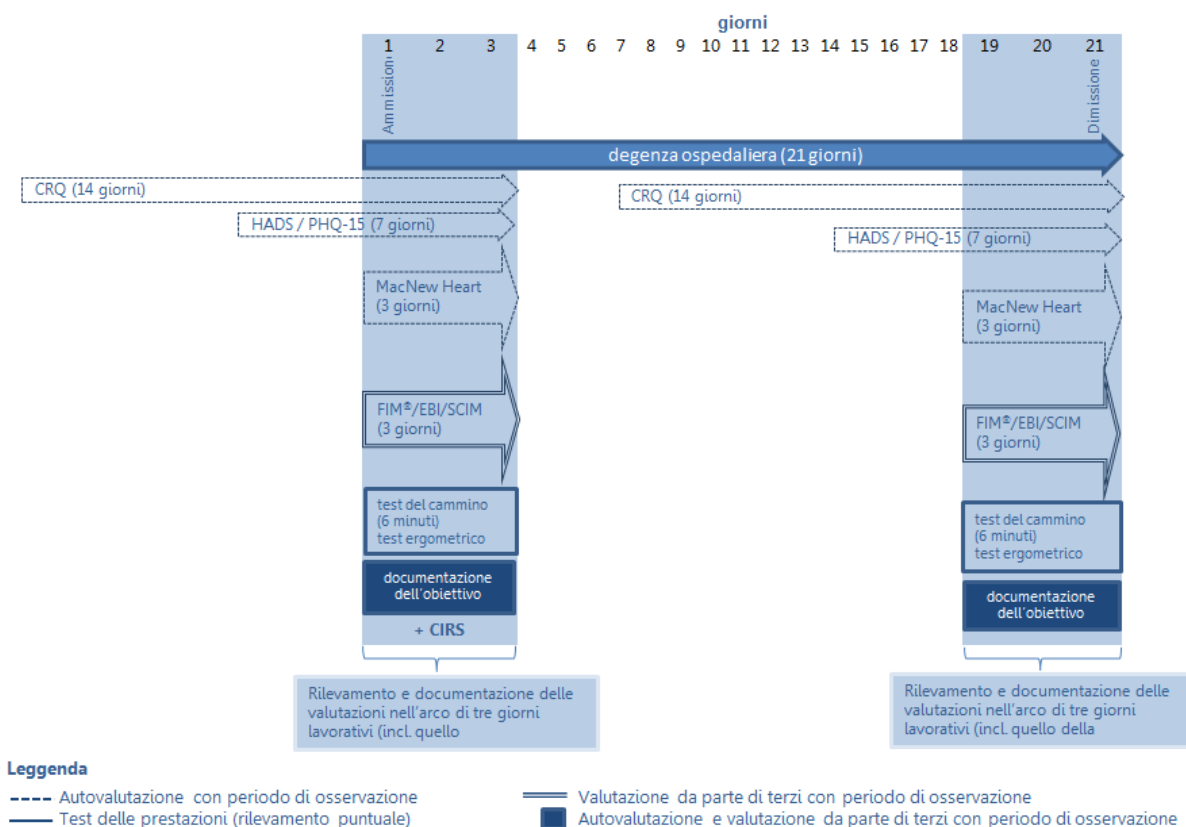 giorni
1 2 3 4 5 6 7 8 9 10 11 12 13 14 15 16 17 18 19 20 21
Ammission
Dimissione
degenza ospedaliera (21 giorni)
CRQ (14 giorni)
CRQ (14 giorni)
HADS / PHQ-15 (7 giorni)
HADS / PHQ-15 (7 giorni)
MacNew Heart
(3 giorni)
MacNew Heart
(3 giorni)
FIM®/EBI/SCIM
(3 giorni)
FIM®/EBI/SCIM
(3 giorni)
test del cammino
(6 minuti)
test ergometrico
test del cammino
(6 minuti)
test ergometrico
documentazione
dell'obiettivo
documentazione
dell'obiettivo
+ CIRS
Rilevamento e documentazione delle
valutazioni nell'arco di tre giorni
lavorativi (incl. quello
Rilevamento e documentazione delle
valutazioni nell'arco di tre giorni
lavorativi (incl. quello della
Leggenda
Autovalutazione con periodo di osservazione
Test delle prestazioni (rilevamento puntuale)
Valutazione da parte di terzi con periodo di osservazione
Autovalutazione e valutazione da parte di terzi con periodo di osservazione